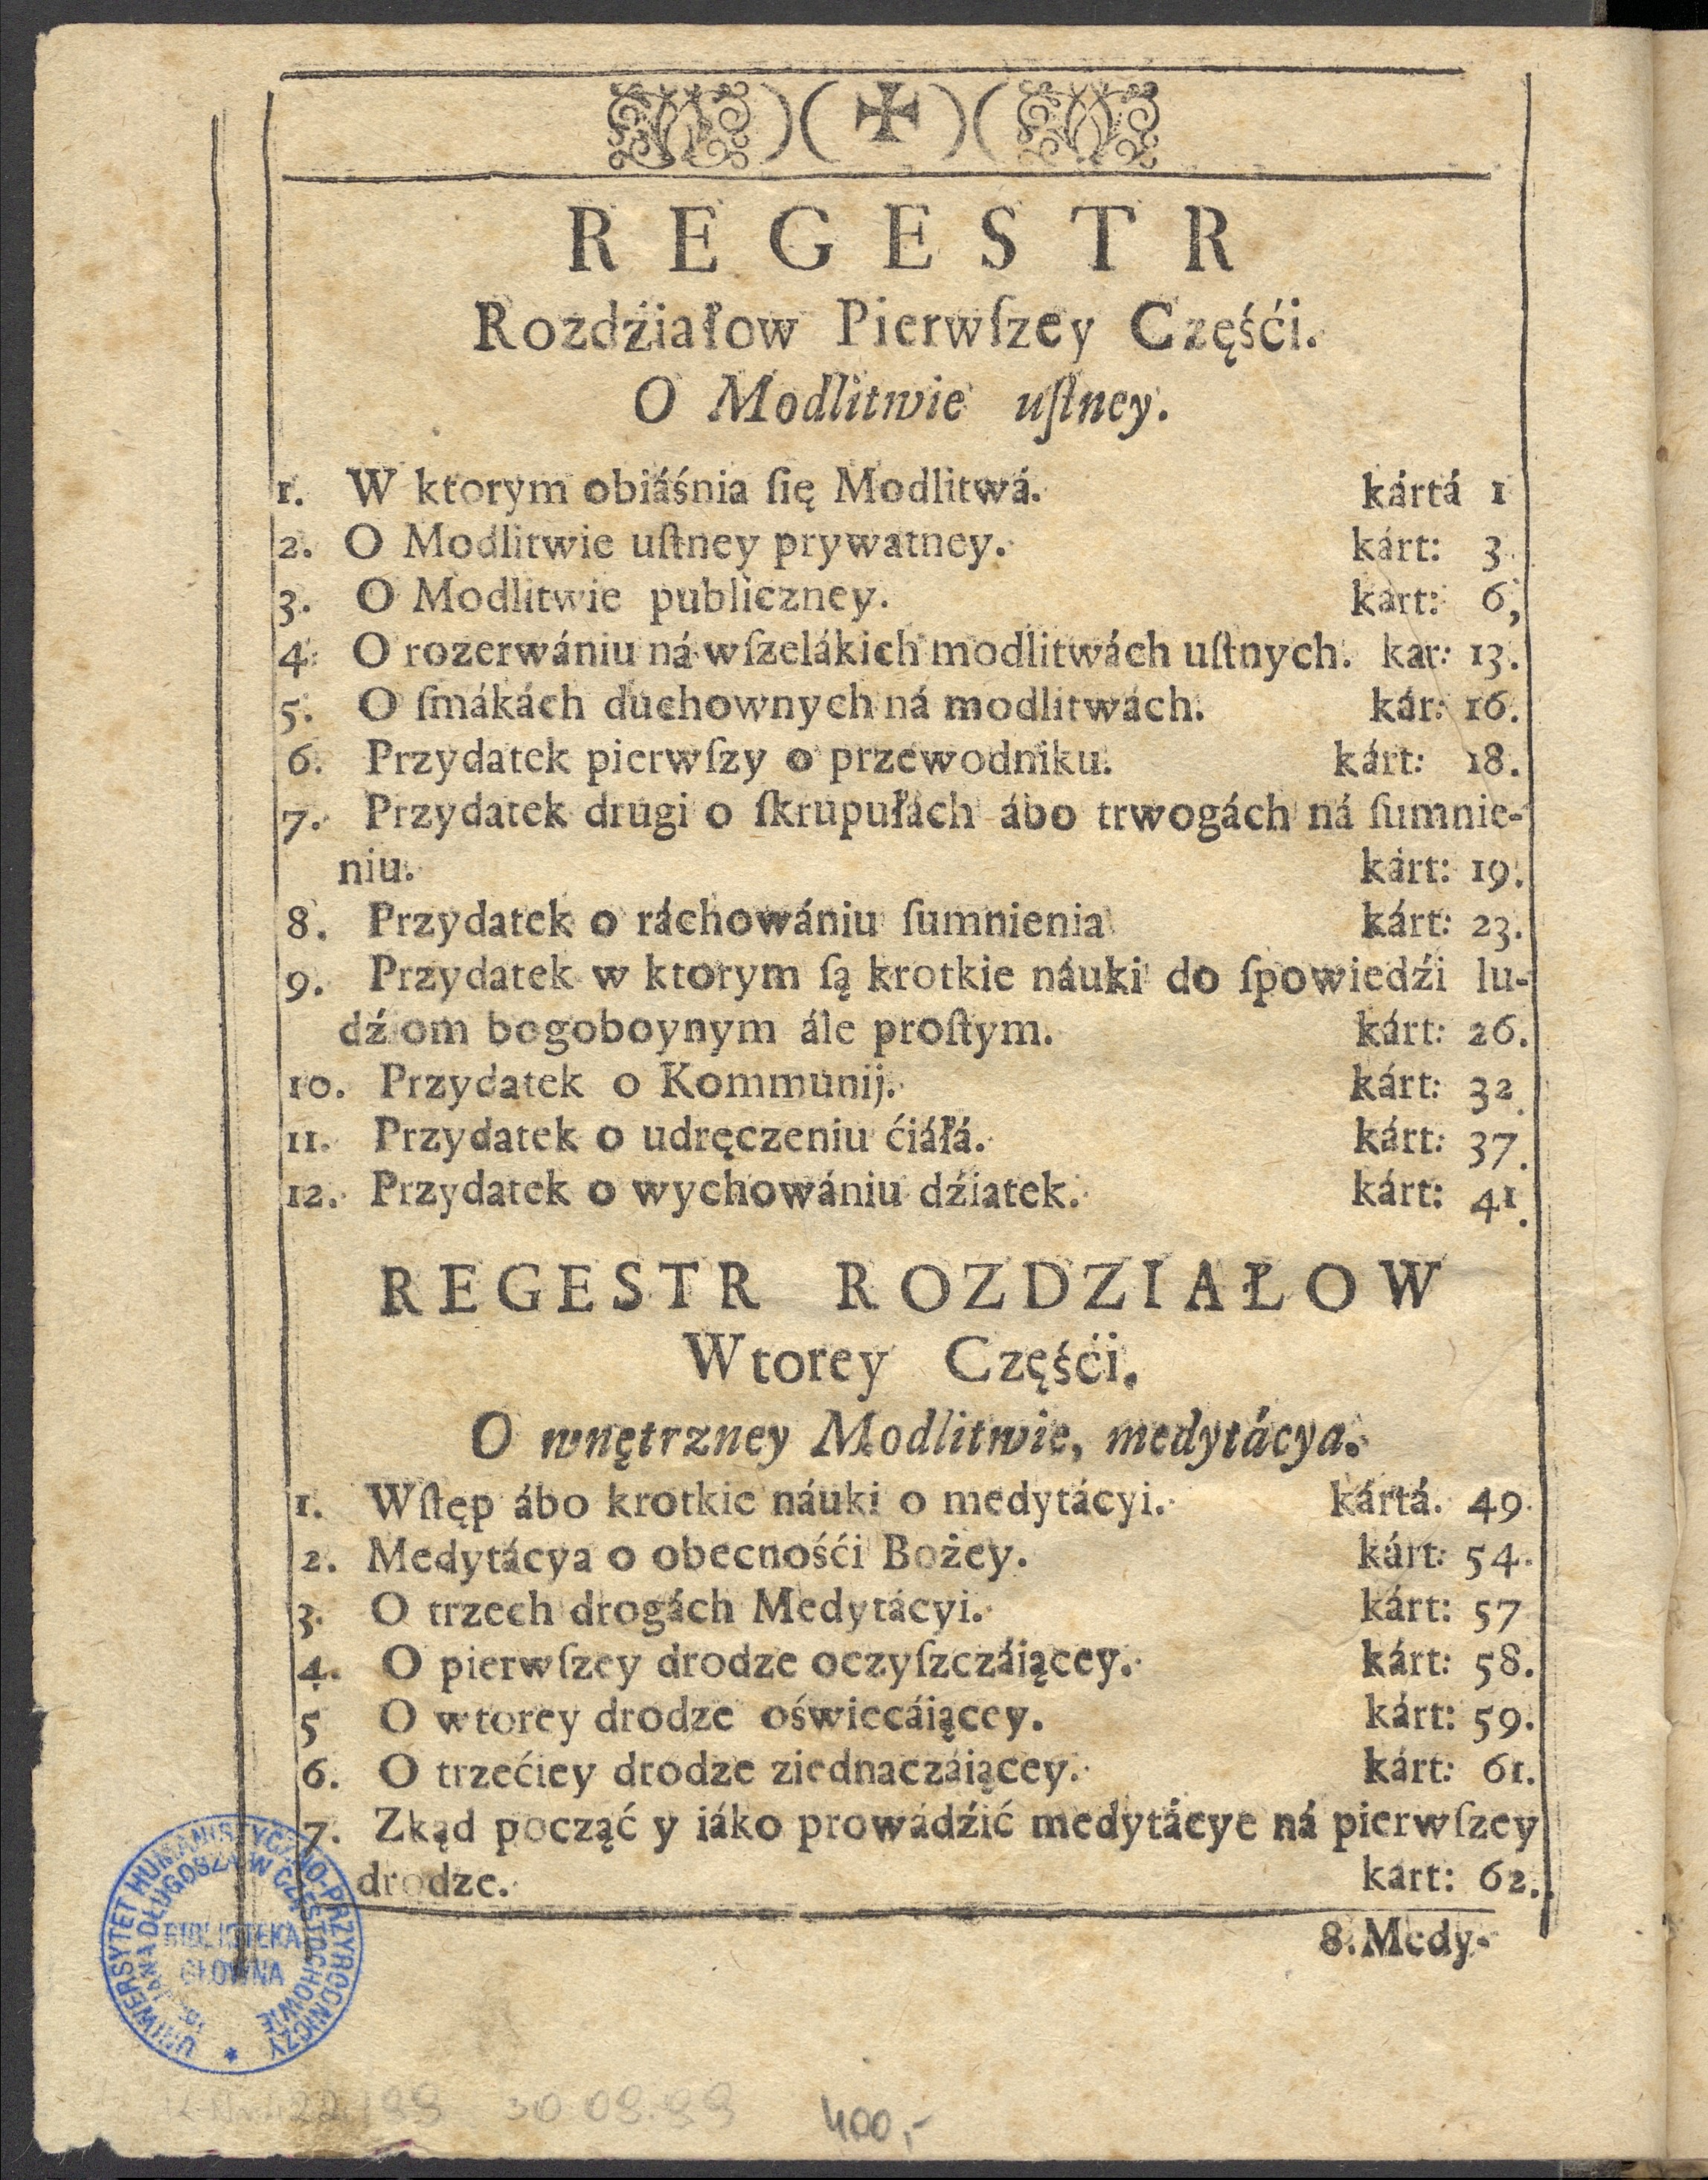 )( ✠ )(
REGESTR
Rozdźiałow Pierwſzey Częśći.
O Modlitwie uſtney.
1. W ktorym obiáśnia ſię Modlitwá. kártá 1
2. O Modlitwie uſtney prywatney. kárt: 3.
3. O Modlitwie publiczney. kárt: 6,
4. O rozerwániu ná wſzelákich modlitwách uſtnych. kar: 13.
5. O ſmákách duchownych ná modlitwách. kár: 16.
6. Przydatek pierwſzy o przewodniku. kárt: 18.
7. Przydatek drugi o ſkrupułách ábo trwogách ná ſumnie-
niu. kárt: 19.
8. Przydatek o ráchowániu ſumnienia kárt: 23.
9. Przydatek w ktorym ſą krotkie náuki do ſpowiedźi lu-
dźiom bogoboynym ále proſtym. kárt: 26.
10. Przydatek o Kommunij. kárt: 32.
11. Przydatek o udręczeniu ćiáłá. kárt: 37.
12. Przydatek o wychowániu dźiatek. kárt: 41.
REGESTR ROZDZIAŁOW
Wtorey Częśći.
O wnętrzney Modlitwie, medytácya.
1. Wſtęp ábo krotkie náuki o medytácyi. kártá. 49.
2. Medytácya o obecnośći Bożey. kárt: 54.
3. O trzech drogách Medytácyi. kárt: 57
4. O pierwſzey drodze oczyſzczáiącey. kárt: 58.
5 O wtorey drodze oświecáiącey. kárt: 59.
6. O trzećiey drodze ziednaczáiącey. kárt: 61.
7. Zkąd począć y iáko prowádźić medytácye ná pierwſzey
drodze. kárt: 62.
8. Medy-
UNIWERSYTET HUMANISTYCZNO-PRZYRODNICZY
IM. JANA DŁUGOSZA W CZĘSTOCHOWIE
BIBLIOTEKA
GŁÓWNA
30 09.99
400,-